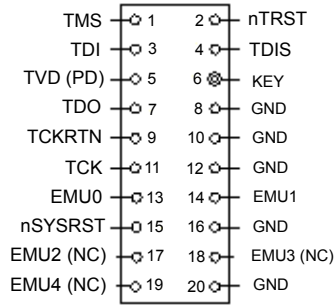 TMS 1 2 nTRST
TDI 3 4 TDIS
TVD (PD) 5 6 KEY
TDO 7 8 GND
TCKRTN 9 10 GND
TCK 11 12 GND
EMU0 13 14 EMU1
nSYSRST 15 16 GND
EMU2 (NC) 17 18 EMU3 (NC)
EMU4 (NC) 19 20 GND